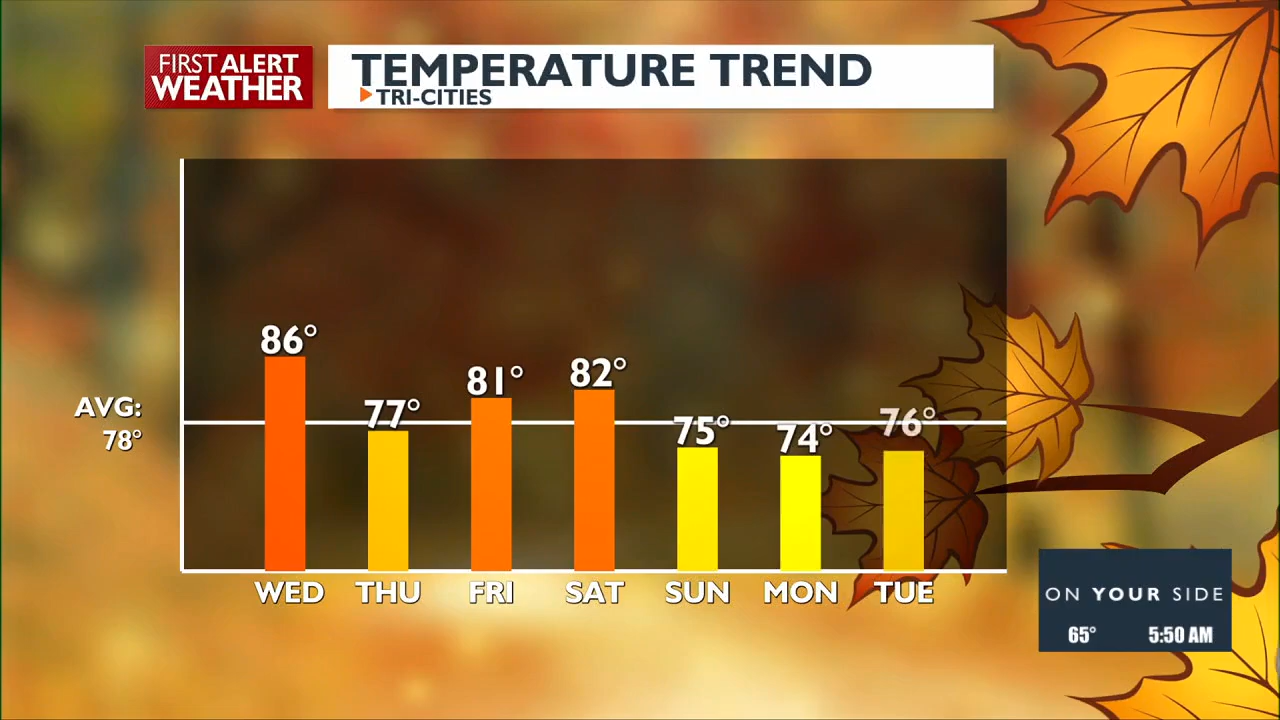 FIRST ALERT
WEATHER
TEMPERATURE TREND
TRI-CITIES
86°
77°
81°
82°
75°
74°
76°
AVG:
78°
WED THU FRI SAT SUN MON TUE
ON YOUR SIDE
65° 5:50 AM